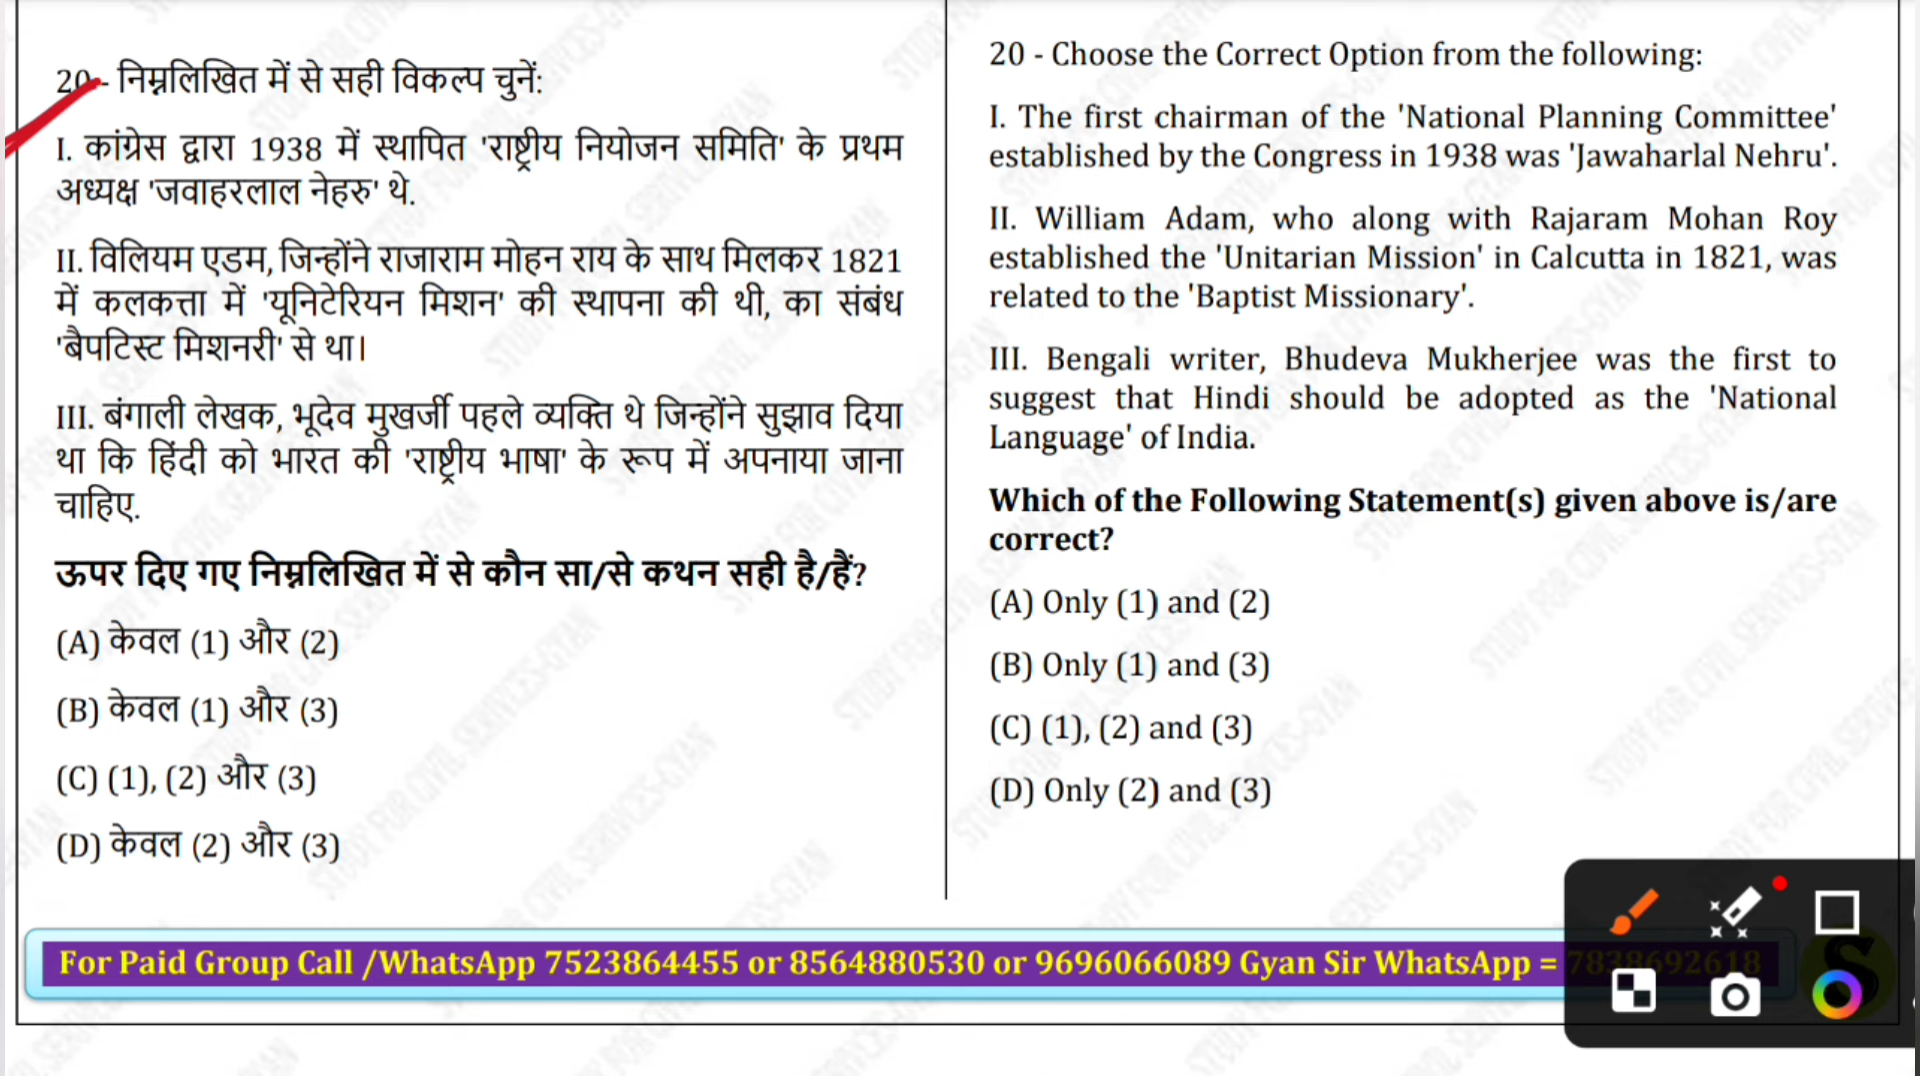 20 - निम्नलिखित में से सही विकल्प चुनें:
I. कांग्रेस द्वारा 1938 में स्थापित 'राष्ट्रीय नियोजन समिति' के प्रथम
अध्यक्ष 'जवाहरलाल नेहरु' थे.
II. विलियम एडम, जिन्होंने राजाराम मोहन राय के साथ मिलकर 1821
में कलकत्ता में 'यूनिटेरियन मिशन' की स्थापना की थी, का संबंध
'बैपटिस्ट मिशनरी' से था।
III. बंगाली लेखक, भूदेव मुखर्जी पहले व्यक्ति थे जिन्होंने सुझाव दिया
था कि हिंदी को भारत की 'राष्ट्रीय भाषा' के रूप में अपनाया जाना
चाहिए.
ऊपर दिए गए निम्नलिखित में से कौन सा/से कथन सही है/हैं?
(A) केवल (1) और (2)
(B) केवल (1) और (3)
(C) (1), (2) और (3)
(D) केवल (2) और (3)
20 - Choose the Correct Option from the following:
I. The first chairman of the 'National Planning Committee'
established by the Congress in 1938 was 'Jawaharlal Nehru'.
II. William Adam, who along with Rajaram Mohan Roy
established the 'Unitarian Mission' in Calcutta in 1821, was
related to the 'Baptist Missionary'.
III. Bengali writer, Bhudeva Mukherjee was the first to
suggest that Hindi should be adopted as the 'National
Language' of India.
Which of the Following Statement(s) given above is/are
correct?
(A) Only (1) and (2)
(B) Only (1) and (3)
(C) (1), (2) and (3)
(D) Only (2) and (3)
For Paid Group Call /WhatsApp 7523864455 or 8564880530 or 9696066089 Gyan Sir WhatsApp = 7838692618